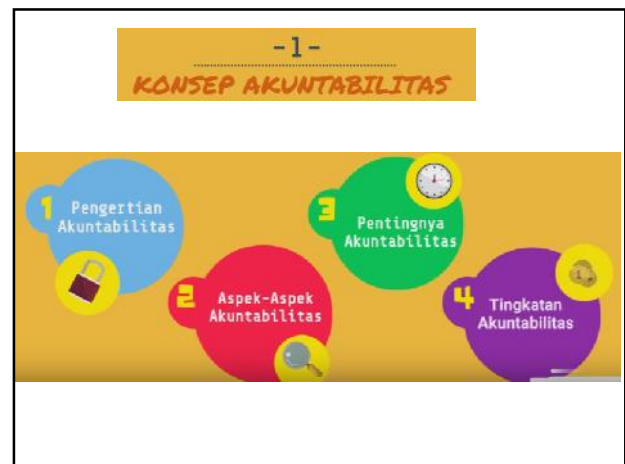 -1-
KONSEP AKUNTABILITAS
1
Pengertian
Akuntabilitas
2
Aspek-Aspek
Akuntabilitas
3
Pentingnya
Akuntabilitas
4
Tingkatan
Akuntabilitas